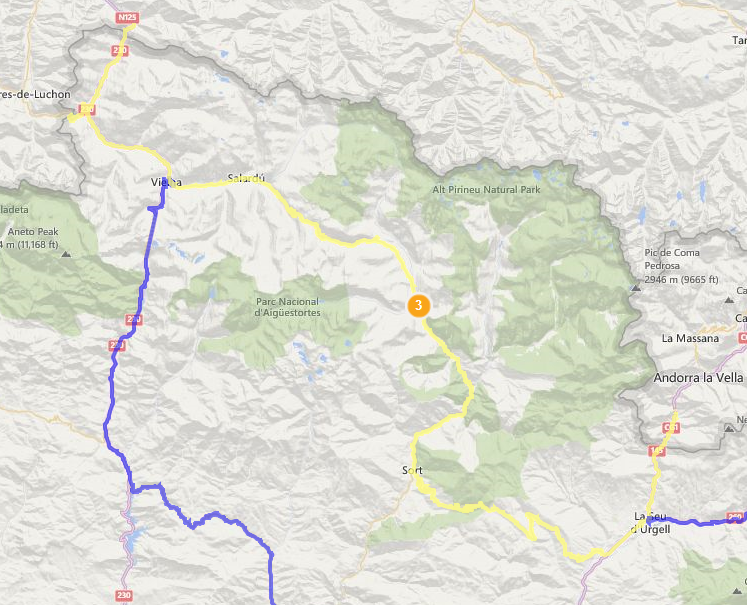 N125
230
res-de-Luchon
230
Vielha
Salardú
Alt Pirineu Natural Park
ladeta
Aneto Peak
4 m (11,168 ft)
Pic de Coma
Pedrosa
2946 m (9665 ft)
Parc Nacional
d'Aigüestortes
3
La Massana
Andorra la Vella
Sort
La Seu
d'Urgell
260
230
Tar
Ca
Ca
Ne